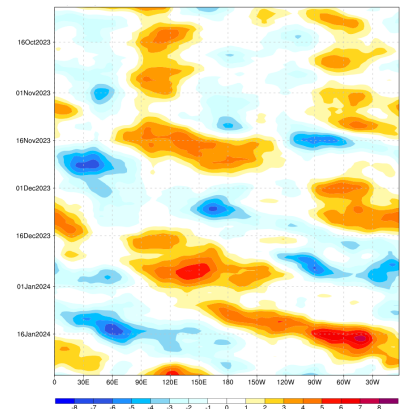 16Oct2023
01Nov2023
16Nov2023
01Dec2023
16Dec2023
01Jan2024
16Jan2024
0 30E 60E 90E 120E 150E 180 150W 120W 90W 60W 30W
-8 -7 -6 -5 -4 -3 -2 -1 0 1 2 3 4 5 6 7 8